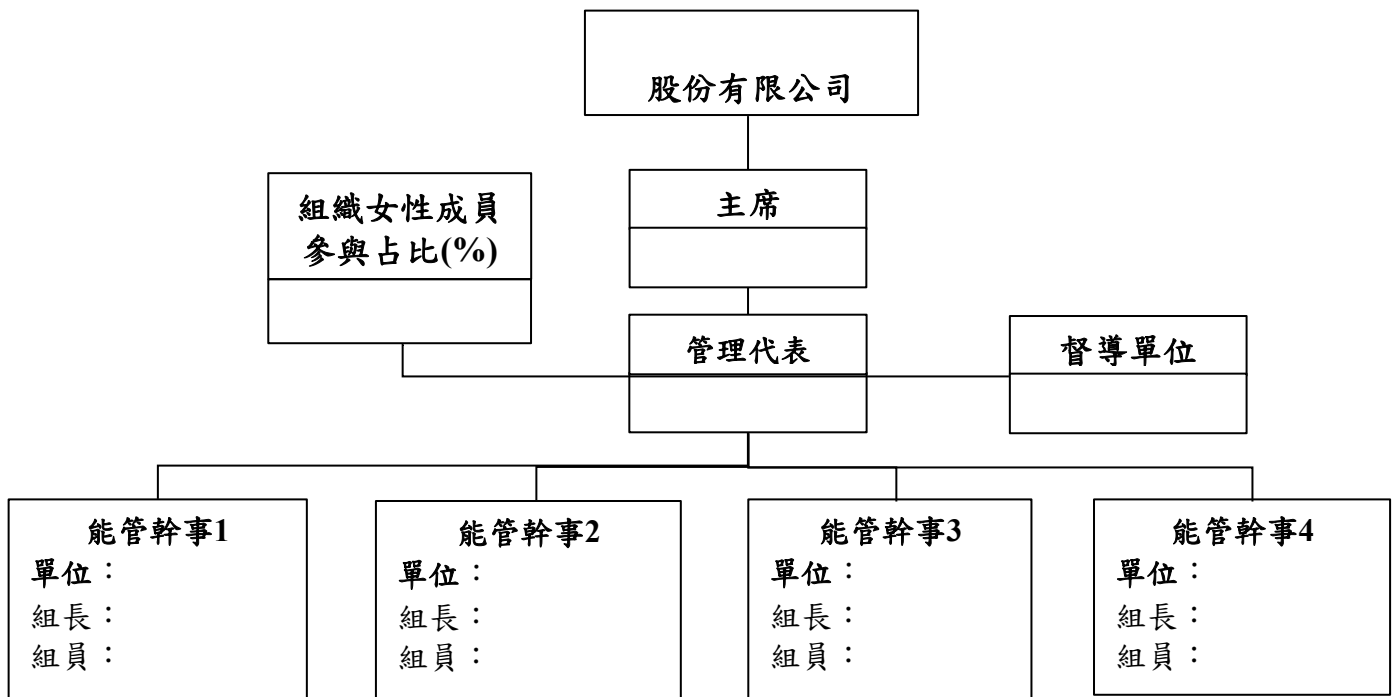 股份有限公司
主席
組織女性成員
參與占比(%)
管理代表
督導單位
能管幹事1
單位：
組長：
組員：
能管幹事2
單位：
組長：
組員：
能管幹事3
單位：
組長：
組員：
能管幹事4
單位：
組長：
組員：